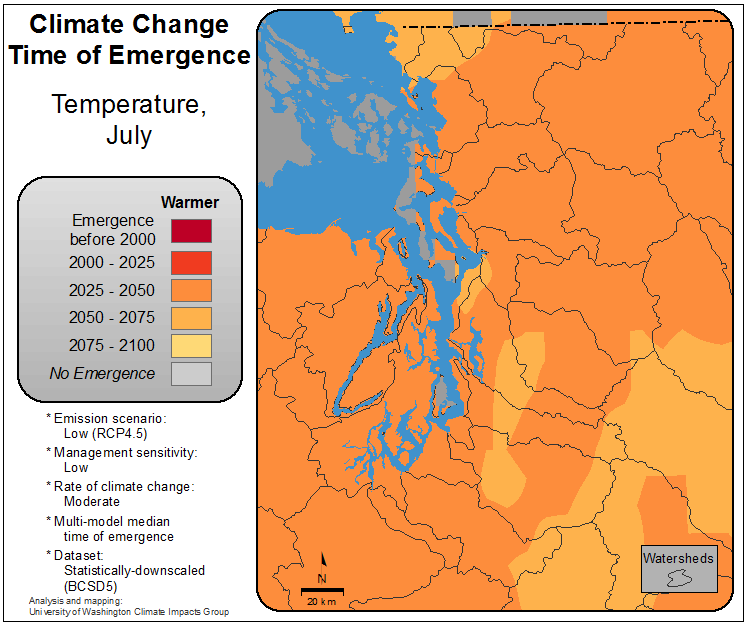 Climate Change
Time of Emergence
Temperature,
July
Warmer
Emergence
before 2000
2000 - 2025
2025 - 2050
2050 - 2075
2075 - 2100
No Emergence
* Emission scenario:
Low (RCP4.5)
* Management sensitivity:
Low
* Rate of climate change:
Moderate
* Multi-model median
time of emergence
* Dataset:
Statistically-downscaled
(BCSD5)
Analysis and mapping:
University of Washington Climate Impacts Group
N
20 km
Watersheds